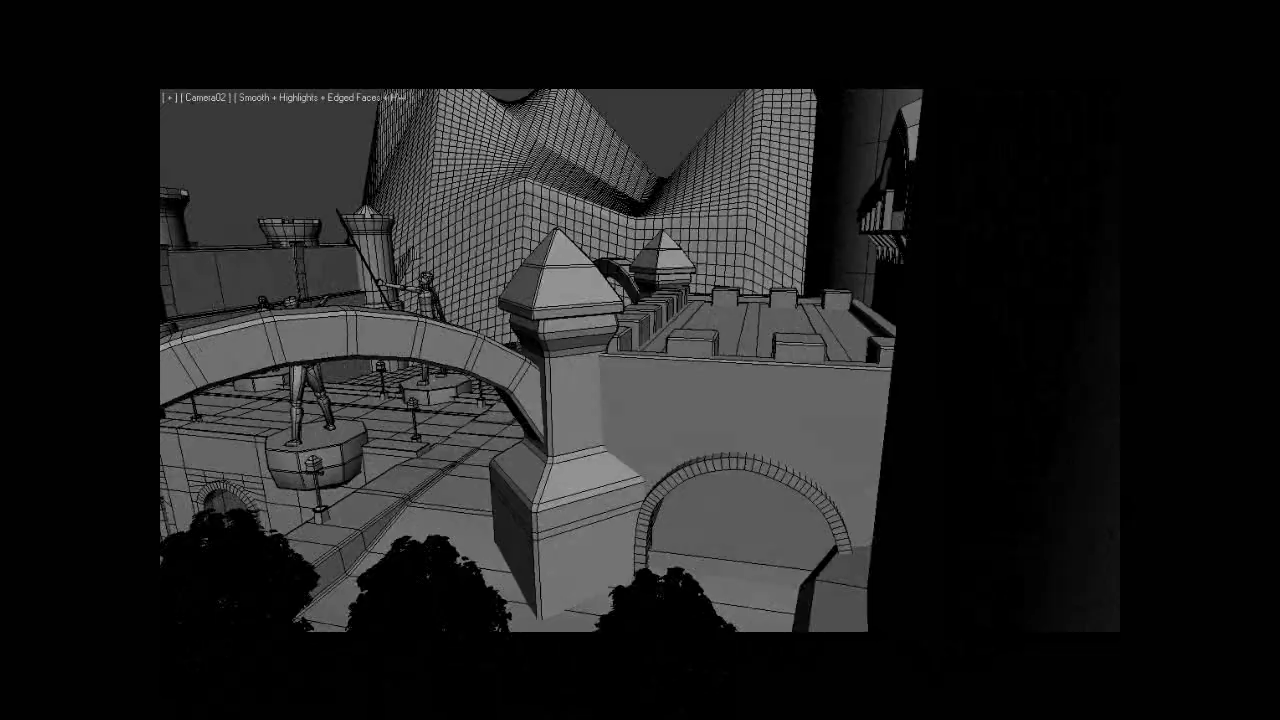 [ + ] [ Camera02 ] [ Smooth + Highlights + Edged Faces